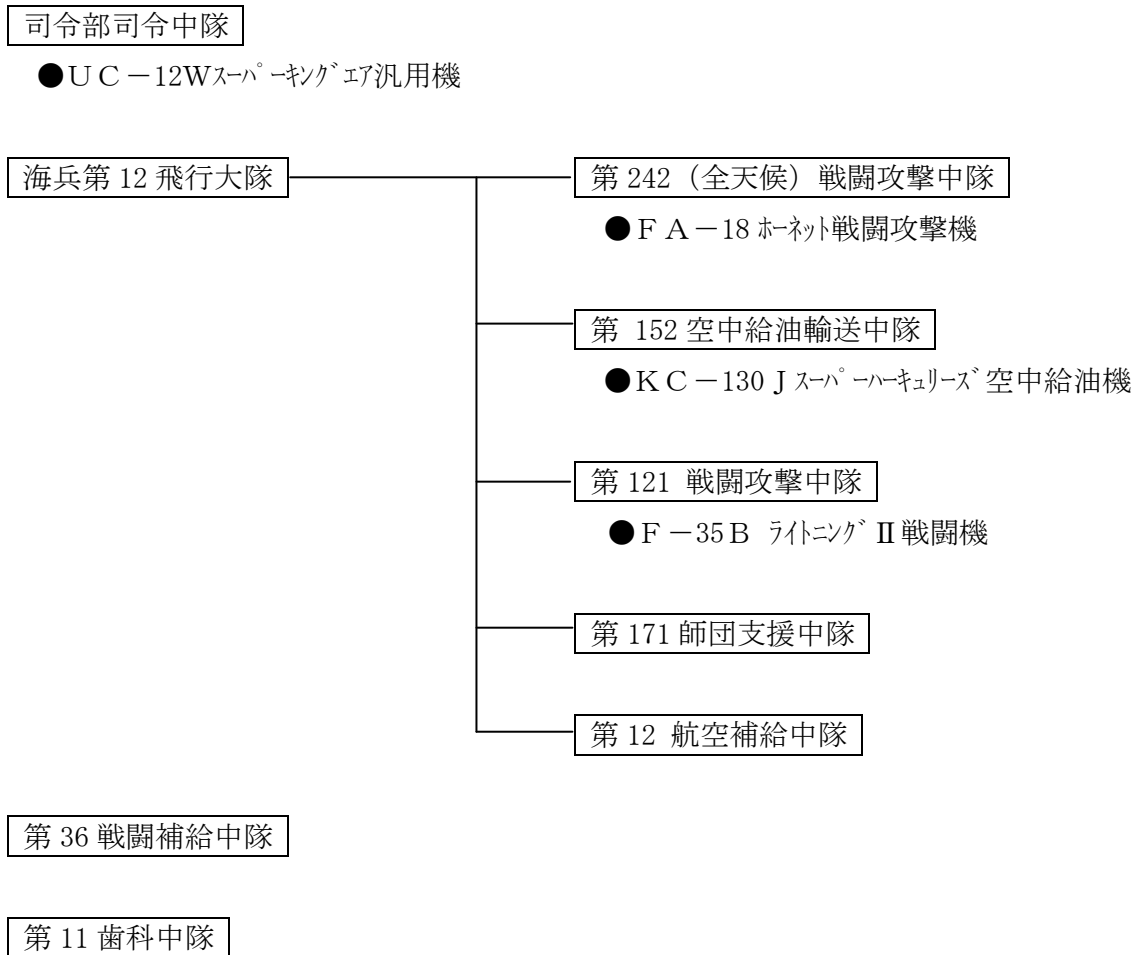 司令部司令中隊
●ＵＣ－12Wｽｰﾊﾟｰｷﾝｸﾞｴｱ汎用機
海兵第 12 飛行大隊
第 242（全天候）戦闘攻撃中隊
●ＦＡ－18 ﾎｰﾈｯﾄ戦闘攻撃機
第 152 空中給油輸送中隊
●ＫＣ－130Ｊｽｰﾊﾟｰﾊｰｷｭﾘｰｽﾞ空中給油機
第 121 戦闘攻撃中隊
●Ｆ－35Ｂ ﾗｲﾄﾆﾝｸﾞⅡ戦闘機
第 171 師団支援中隊
第 12 航空補給中隊
第 36 戦闘補給中隊
第 11 歯科中隊